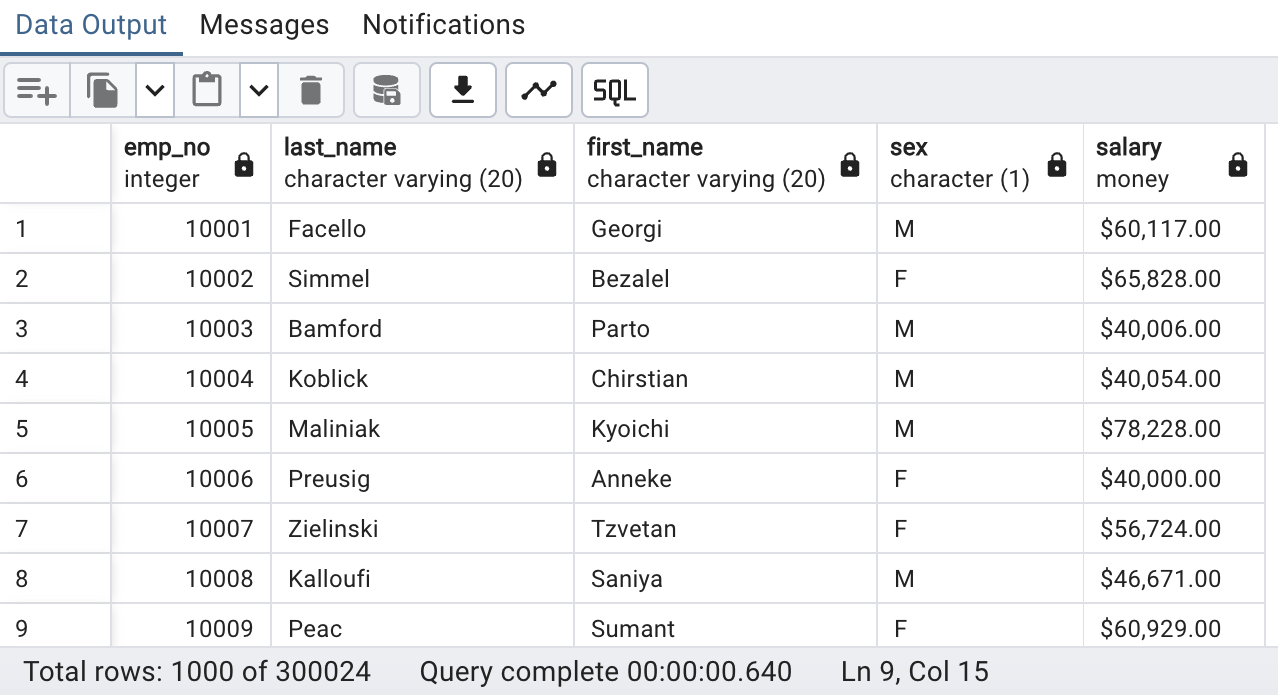 Data Output Messages Notifications
SQL
emp_no last_name first_name sex salary
integer character varying (20) character varying (20) character (1) money
1 10001 Facello Georgi M $60,117.00
2 10002 Simmel Bezalel F $65,828.00
3 10003 Bamford Parto M $40,006.00
4 10004 Koblick Chirstian M $40,054.00
5 10005 Maliniak Kyoichi M $78,228.00
6 10006 Preusig Anneke F $40,000.00
7 10007 Zielinski Tzvetan F $56,724.00
8 10008 Kalloufi Saniya M $46,671.00
9 10009 Peac Sumant F $60,929.00
Total rows: 1000 of 300024 Query complete 00:00:00.640 Ln 9, Col 15